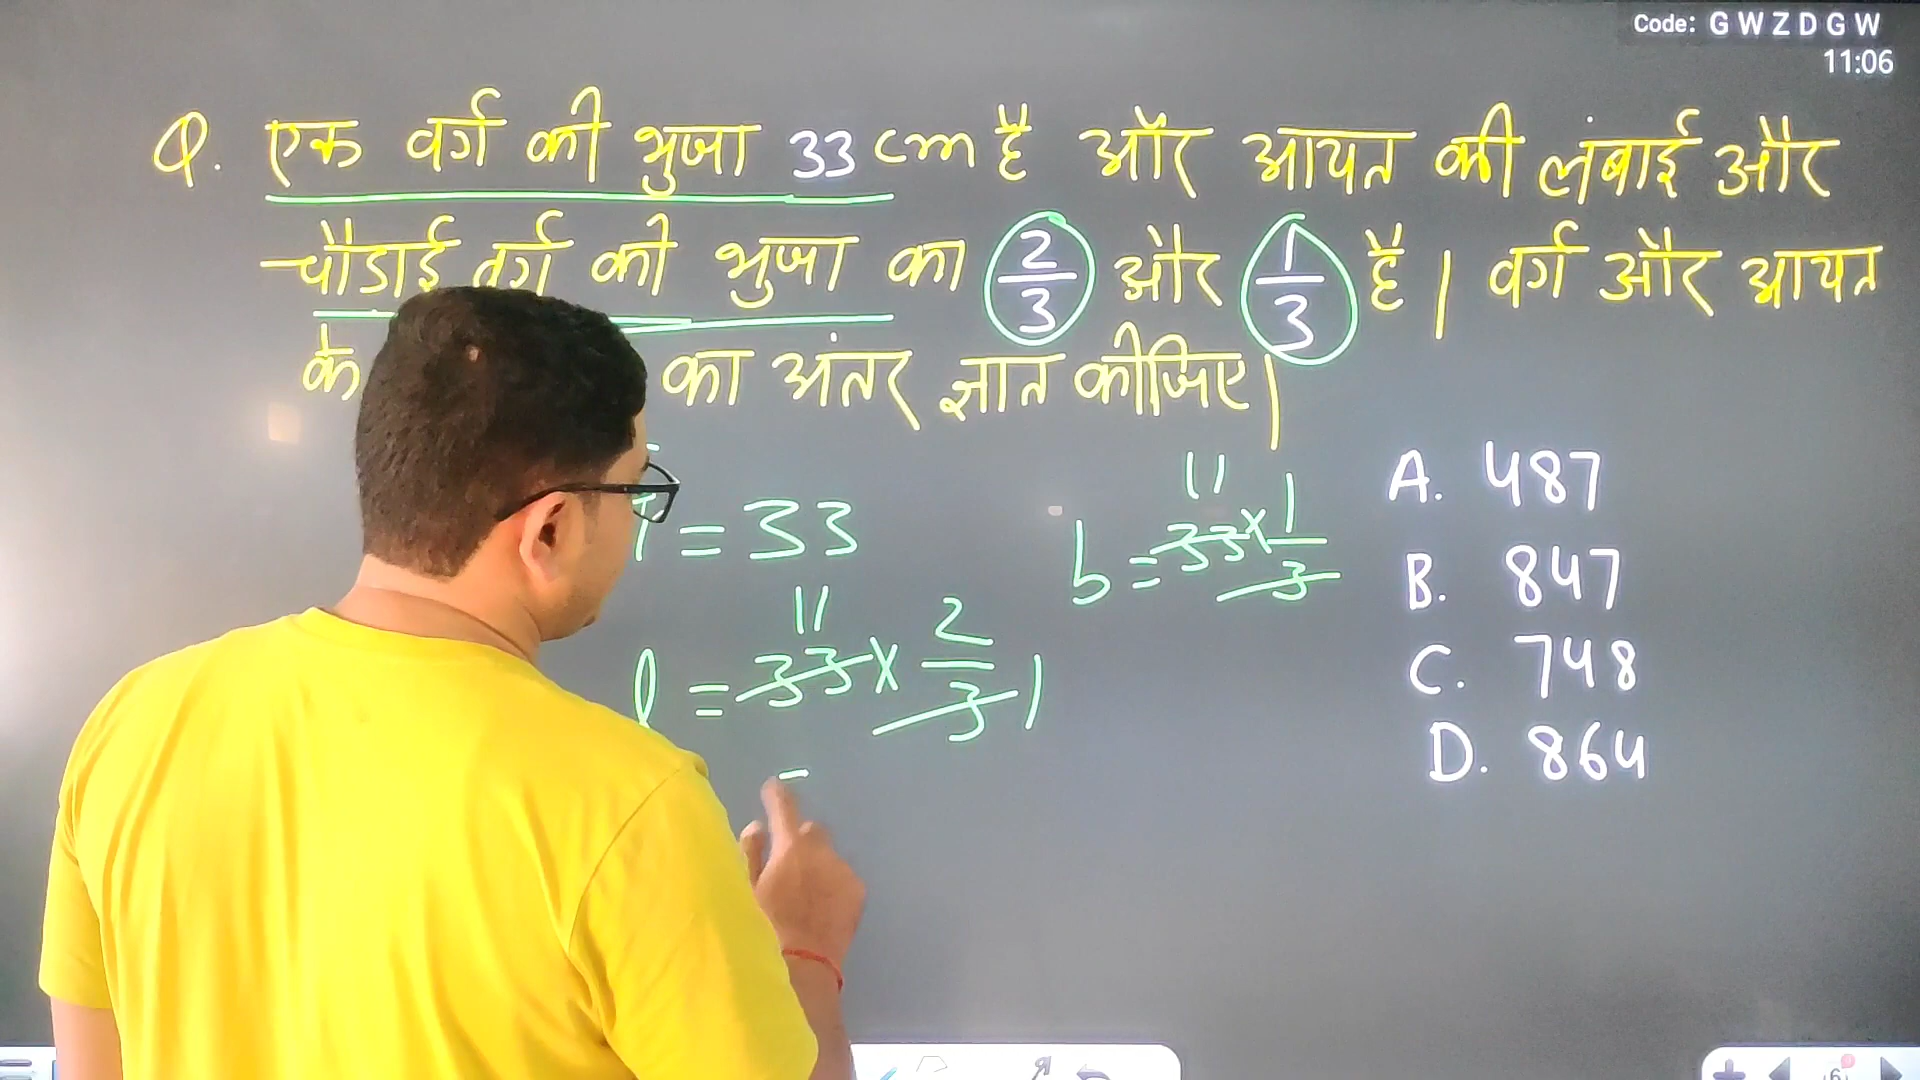 Code: G W Z D G W
11:06
Q. एक वर्ग की भुजा 33 cm है और आयत की लंबाई और
चौडाई वर्ग की भुजा का 2/3 और 1/3 है। वर्ग और आयत
के का अंतर ज्ञात कीजिए।
= 33
l = 33 11 × 2/3 1
=
b = 33 11 × 1/3
A. 487
B. 847
C. 748
D. 864